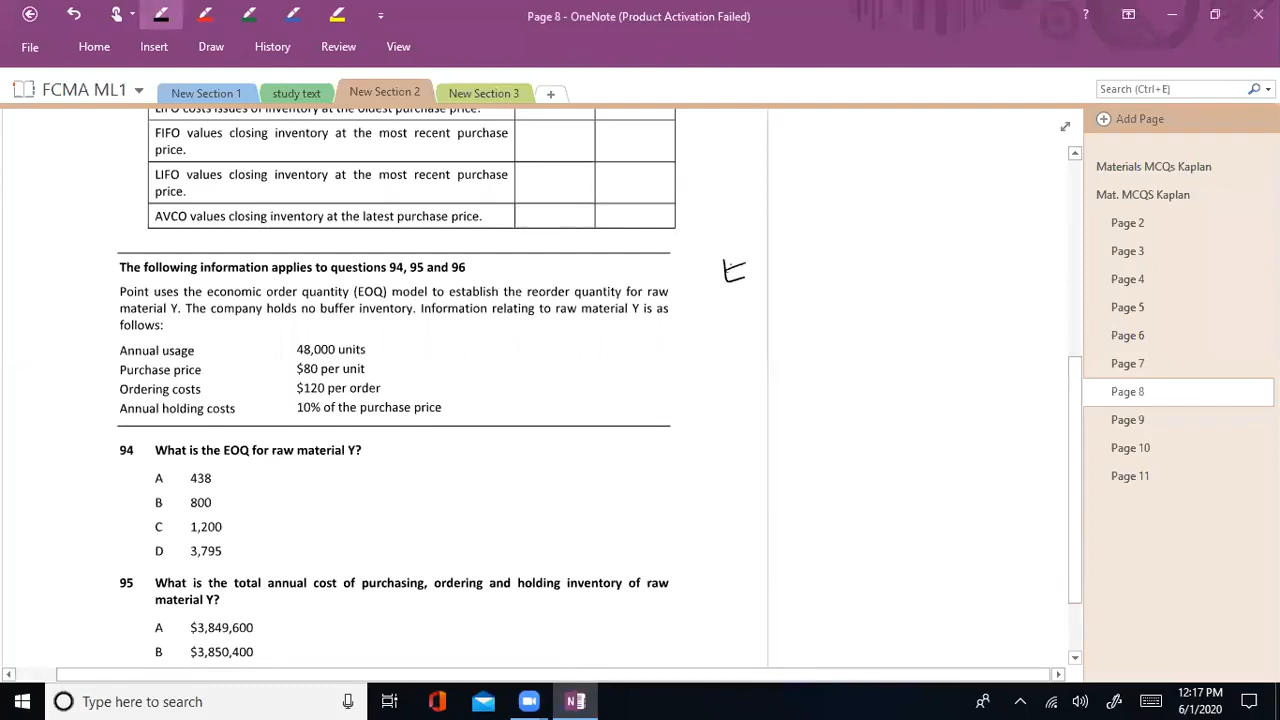 Page 8 - OneNote (Product Activation Failed)
?
File Home Insert Draw History Review View
FCMA ML1
New Section 1
study text
New Section 2
New Section 3
Search (Ctrl+E)
LIFO costs issues of inventory at the oldest purchase price.
FIFO values closing inventory at the most recent purchase
price.
LIFO values closing inventory at the most recent purchase
price.
AVCO values closing inventory at the latest purchase price.
The following information applies to questions 94, 95 and 96
Point uses the economic order quantity (EOQ) model to establish the reorder quantity for raw
material Y. The company holds no buffer inventory. Information relating to raw material Y is as
follows:
Annual usage 48,000 units
Purchase price $80 per unit
Ordering costs $120 per order
Annual holding costs 10% of the purchase price
94 What is the EOQ for raw material Y?
A 438
B 800
C 1,200
D 3,795
95 What is the total annual cost of purchasing, ordering and holding inventory of raw
material Y?
A $3,849,600
B $3,850,400
E
Add Page
Materials MCQs Kaplan
Mat. MCQS Kaplan
Page 2
Page 3
Page 4
Page 5
Page 6
Page 7
Page 8
Page 9
Page 10
Page 11
Type here to search
12:17 PM
6/1/2020